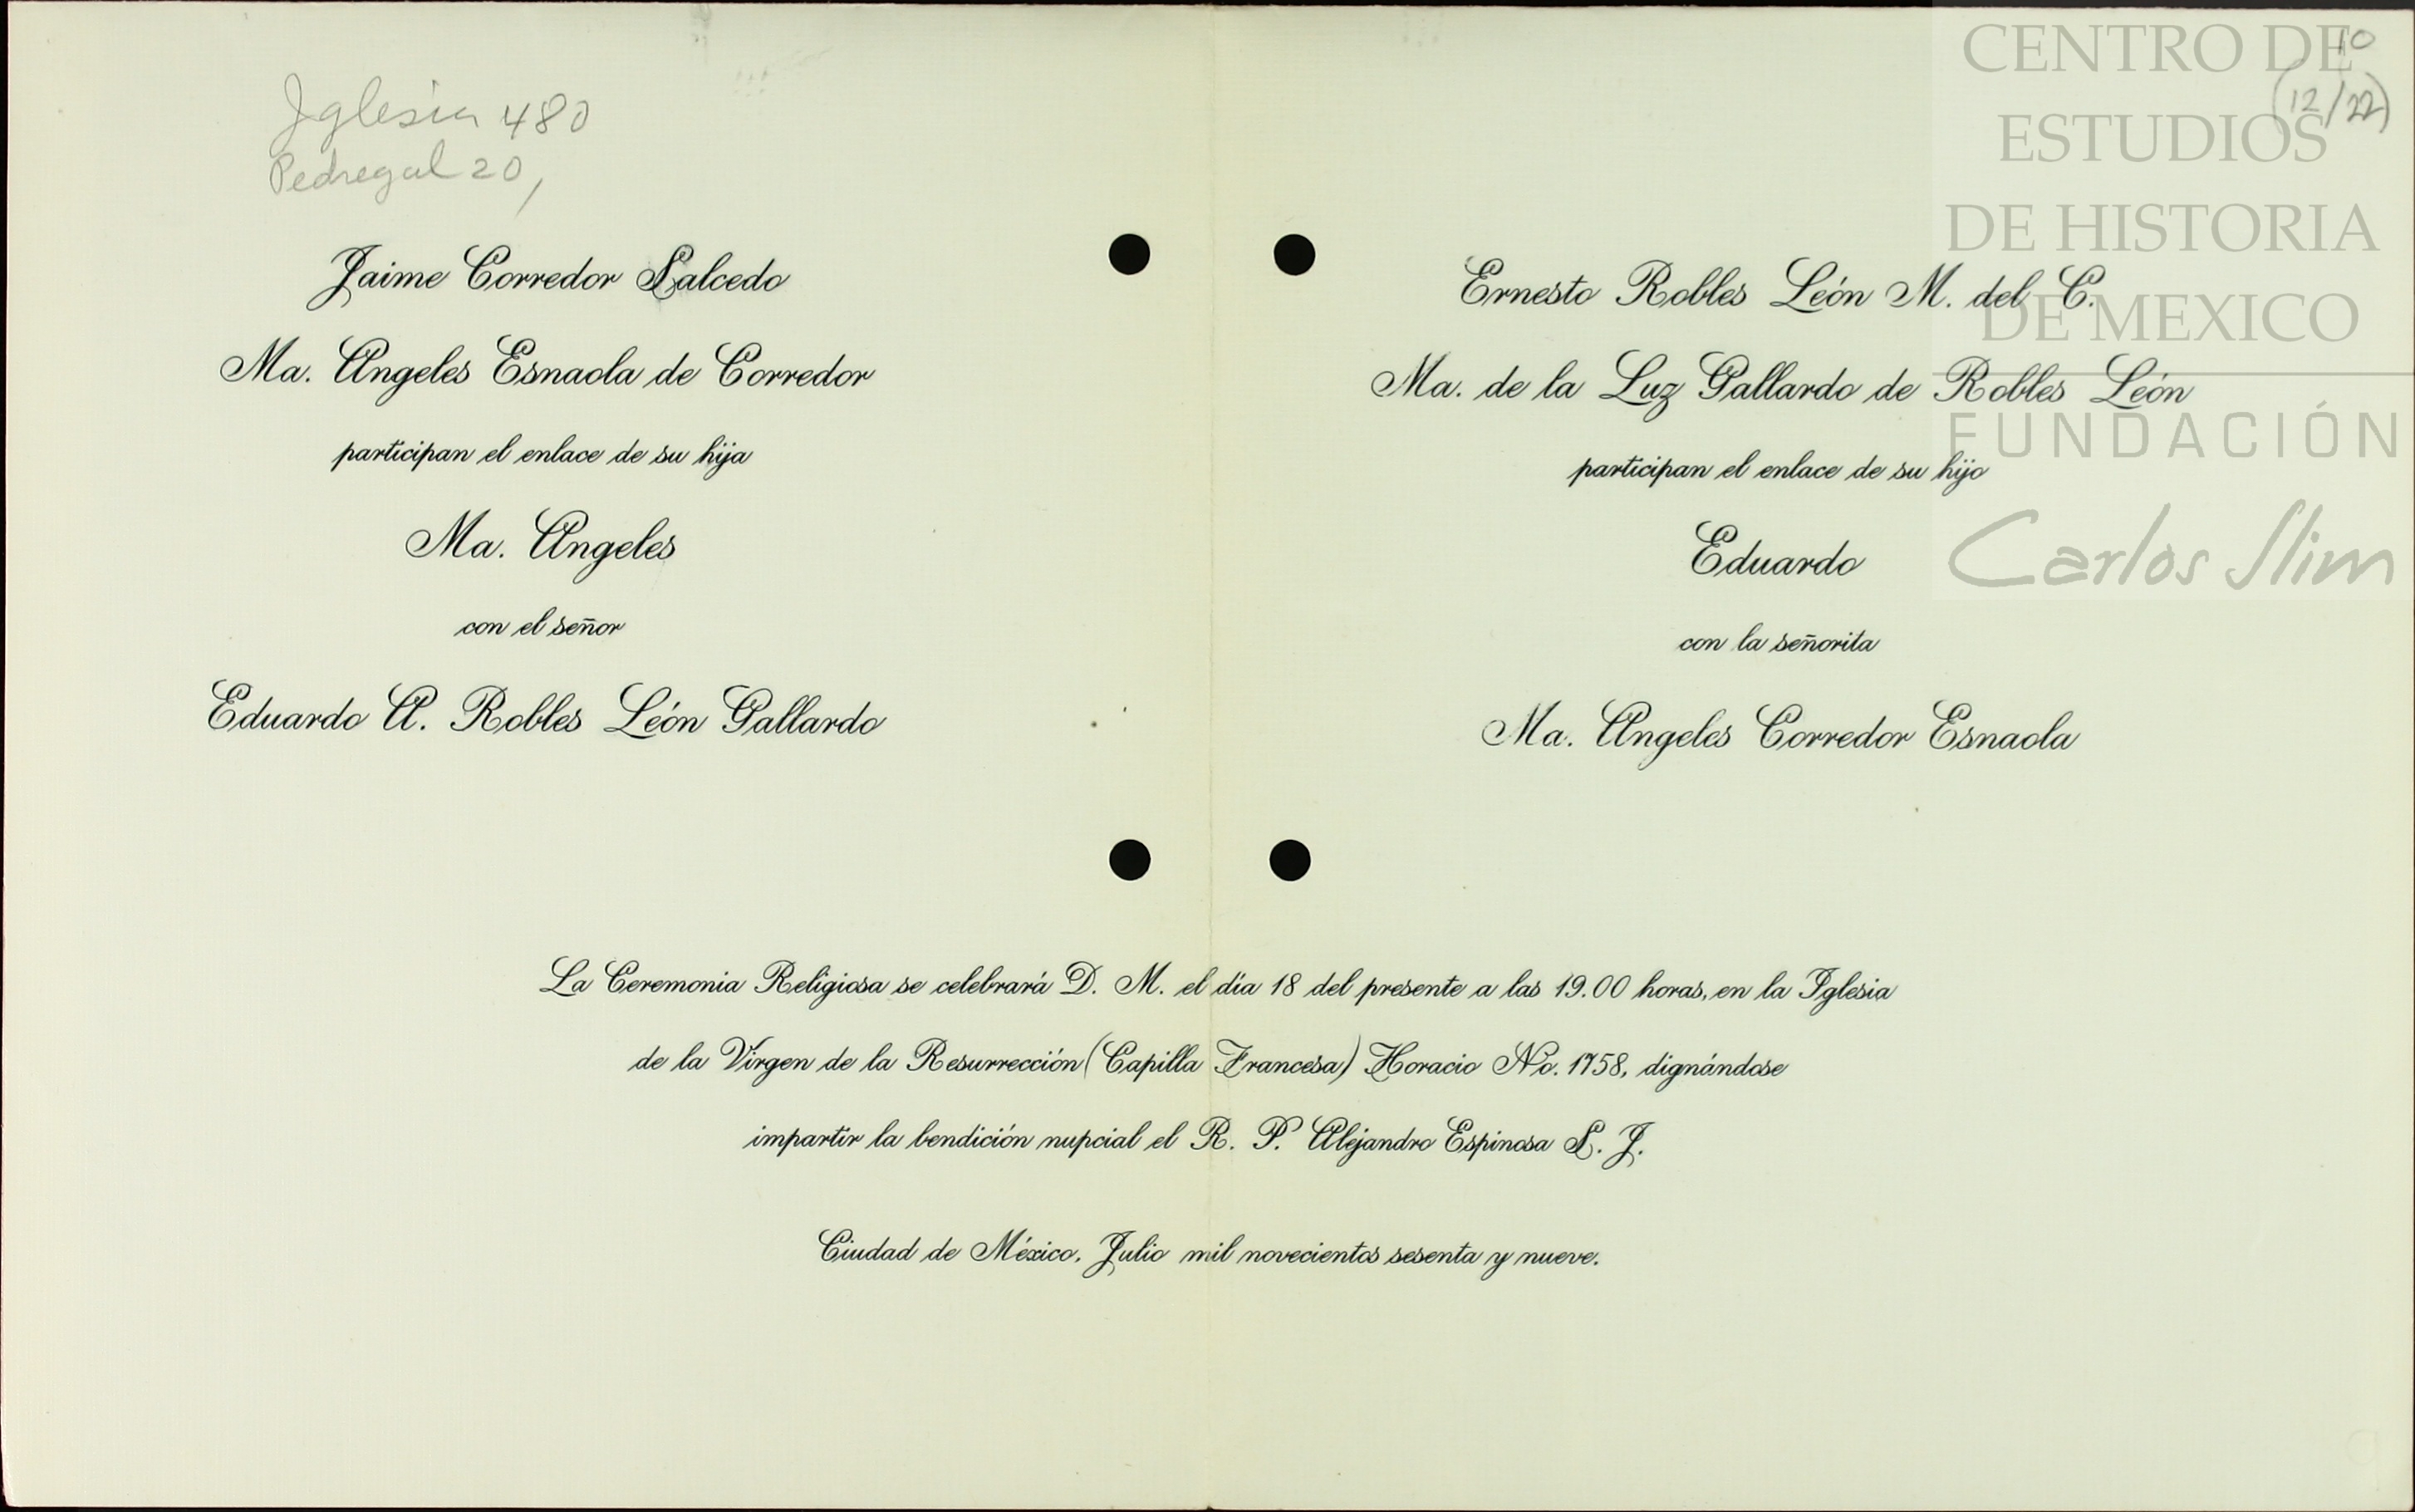 Iglesia 480
Pedregal 20,
Jaime Corredor Salcedo
Ma. Angeles Esnaola de Corredor
participan el enlace de su hija
Ma. Angeles
con el señor
Eduardo A. Robles León Gallardo
10
(12/22)
Ernesto Robles León M. del C.
Ma. de la Luz Gallardo de Robles León
participan el enlace de su hijo
Eduardo
con la señorita
Ma. Angeles Corredor Esnaola
La Ceremonia Religiosa se celebrará D. M. el día 18 del presente a las 19.00 horas, en la Iglesia
de la Virgen de la Resurrección (Capilla Francesa) Horacio No. 1758, dignándose
impartir la bendición nupcial el R. P. Alejandro Espinosa S. J.
Ciudad de México, Julio mil novecientos sesenta y nueve.
CENTRO DE
ESTUDIOS
DE HISTORIA
DE MEXICO
FUNDACIÓN
Carlos Slim